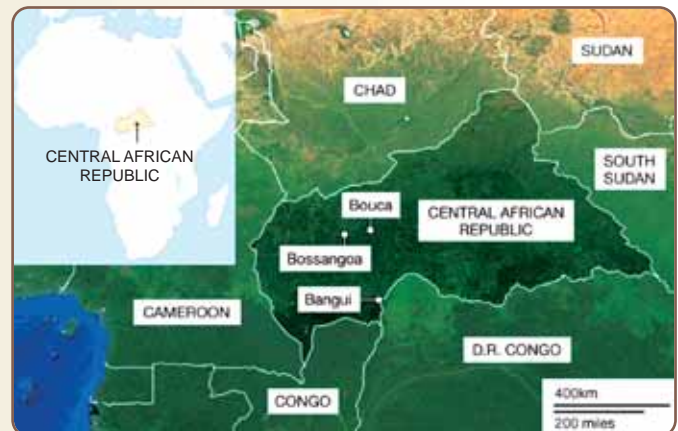 SUDAN
CHAD
CENTRAL AFRICAN
REPUBLIC
SOUTH
SUDAN
Bouca
CENTRAL AFRICAN
REPUBLIC
Bossangoa
Bangui
CAMEROON
D.R. CONGO
CONGO
400km
200 miles